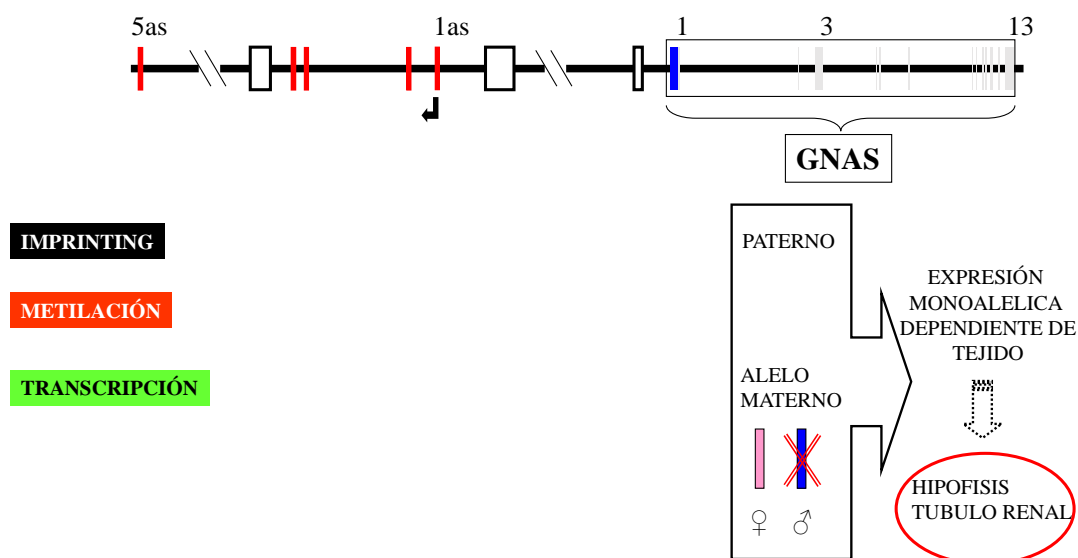 5as
1as
1
3
13
GNAS
IMPRINTING
METILACIÓN
TRANSCRIPCIÓN
PATERNO
ALELO
MATERNO
♀ ♂
EXPRESIÓN
MONOALELICA
DEPENDIENTE DE
TEJIDO
HIPOFISIS
TUBULO RENAL